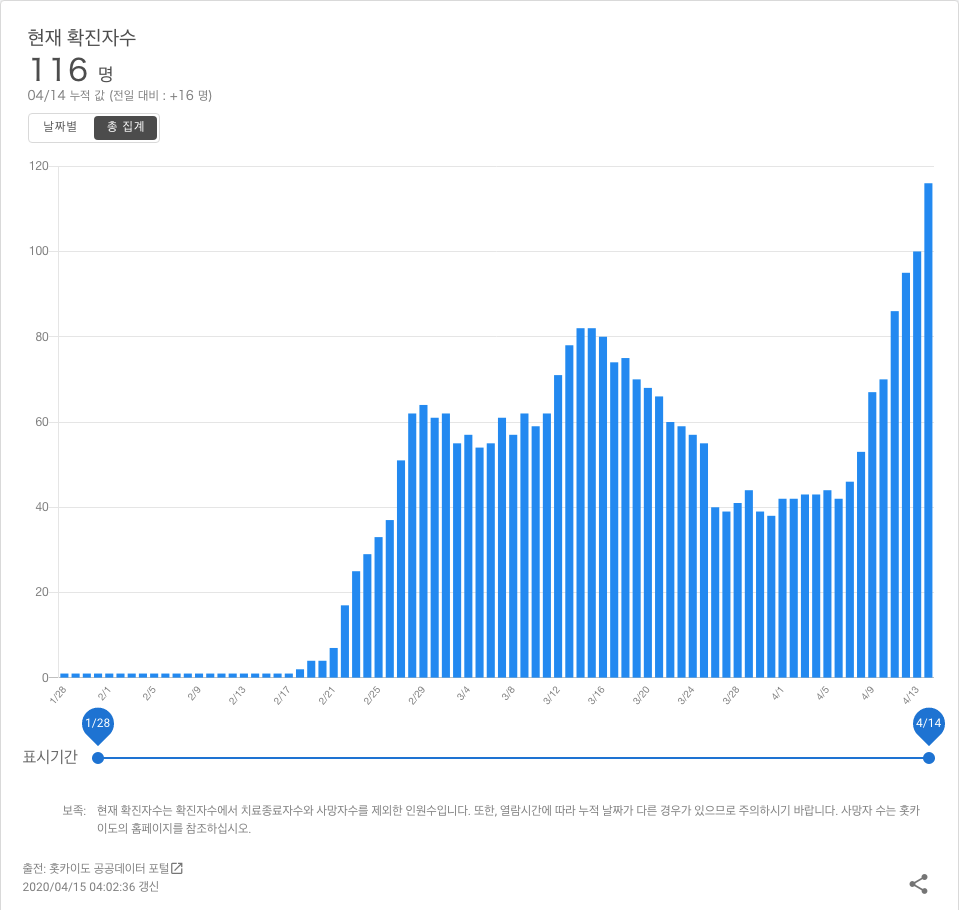 현재 확진자수
116 명
04/14 누적 값 (전일 대비 : +16 명)
날짜별 총 집계
120
100
80
60
40
20
0
1/28 2/1 2/5 2/9 2/13 2/17 2/21 2/25 2/29 3/4 3/8 3/12 3/16 3/20 3/24 3/28 4/1 4/5 4/9 4/13
1/28 4/14
표시기간
보족: 현재 확진자수는 확진자수에서 치료종료자수와 사망자수를 제외한 인원수입니다. 또한, 열람시간에 따라 누적 날짜가 다른 경우가 있으므로 주의하시기 바랍니다. 사망자 수는 홋카
이도의 홈페이지를 참조하십시오.
출전: 홋카이도 공공데이터 포털
2020/04/15 04:02:36 갱신